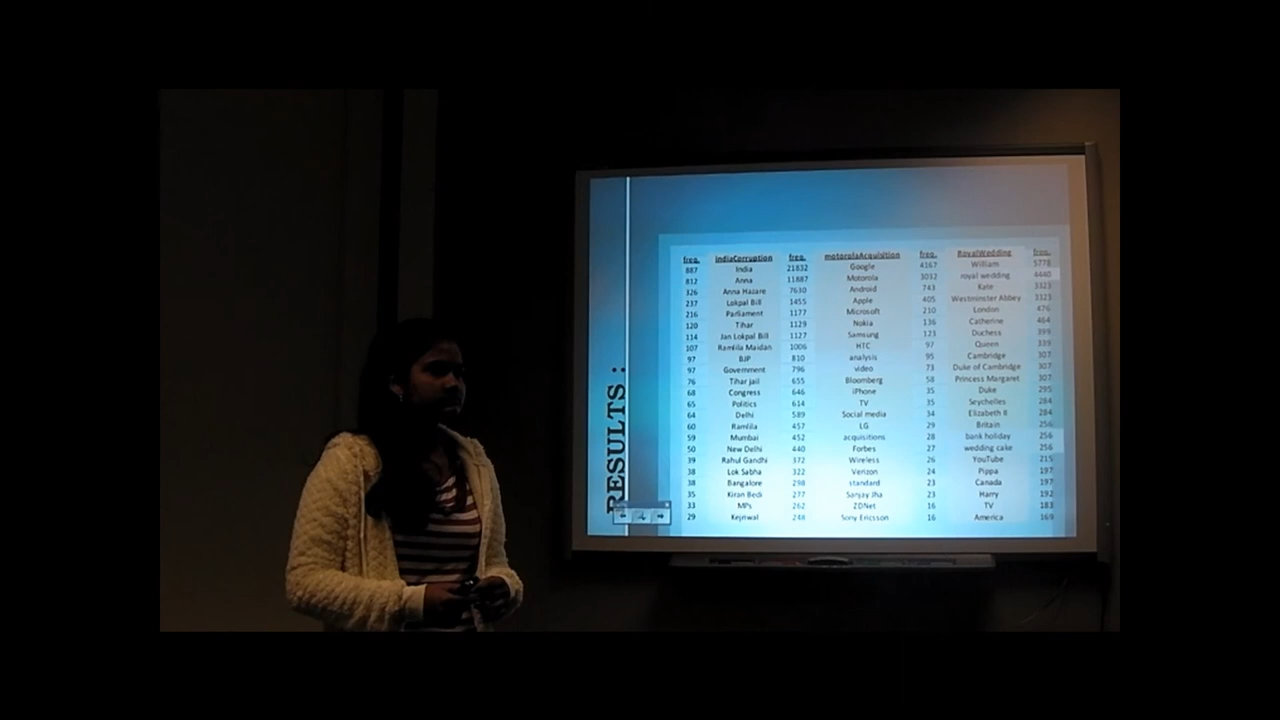 RESULTS :
freq. IndiaCorruption freq. motorolaAcquisition freq. RoyalWedding freq.
887 India 21832 Google 4167 William 5778
812 Anna 11887 Motorola 3032 royal wedding 4640
326 Anna Hazare 7630 Android 743 Kate 3323
237 Lokpal Bill 1455 Apple 405 Westminster Abbey 3323
216 Parliament 1177 Microsoft 210 London 476
120 Tihar 1129 Nokia 136 Catherine 464
114 Jan Lokpal Bill 1127 Samsung 123 Duchess 399
107 Ramlila Maidan 1006 HTC 97 Queen 339
97 BJP 810 analysis 95 Cambridge 307
97 Government 796 video 73 Duke of Cambridge 307
76 Tihar jail 655 Bloomberg 58 Princess Margaret 307
68 Congress 646 iPhone 35 Duke 295
65 Politics 614 TV 35 Seychelles 284
64 Delhi 589 Social media 34 Elizabeth II 284
60 Ramlila 457 LG 29 Britain 256
59 Mumbai 452 acquisitions 28 bank holiday 256
50 New Delhi 440 Forbes 27 wedding cake 256
39 Rahul Gandhi 372 Wireless 26 YouTube 215
38 Lok Sabha 322 Verizon 24 Pippa 197
38 Bangalore 298 standard 23 Canada 197
35 Kiran Bedi 277 Sanjay Jha 23 Harry 192
33 MPs 262 ZDNet 16 TV 183
29 Kejriwal 248 Sony Ericsson 16 America 169